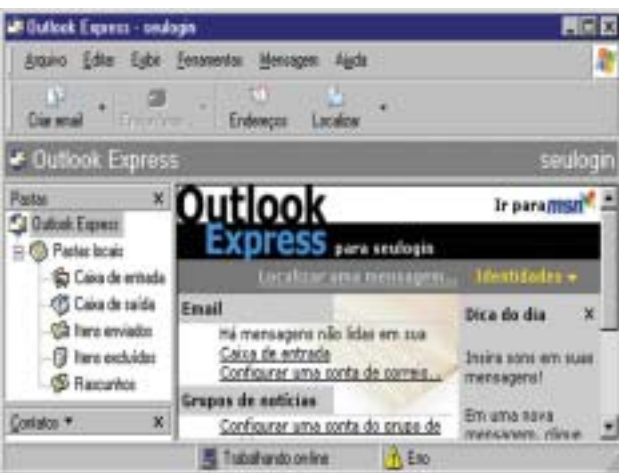 Outlook Express - seulogin
Arquivo Editar Exibir Ferramentas Mensagem Ajuda
Criar email Encaminhar... Endereços Localizar
Outlook Express seulogin
Pastas x
Outlook Express
Pastas locais
Caixa de entrada
Caixa de saída
Itens enviados
Itens excluídos
Rascunhos
Contatos x
Outlook
Express para seulogin
Ir para msn
Localizar uma mensagem... Identidades
Email
Há mensagens não lidas em sua
Caixa de entrada
Configurar uma conta de correio...
Grupos de notícias
Configurar uma conta do grupo de
Dica do dia x
Insira sons em suas
mensagens!
Em uma nova
mensagem, clique
Trabalhando online Erro